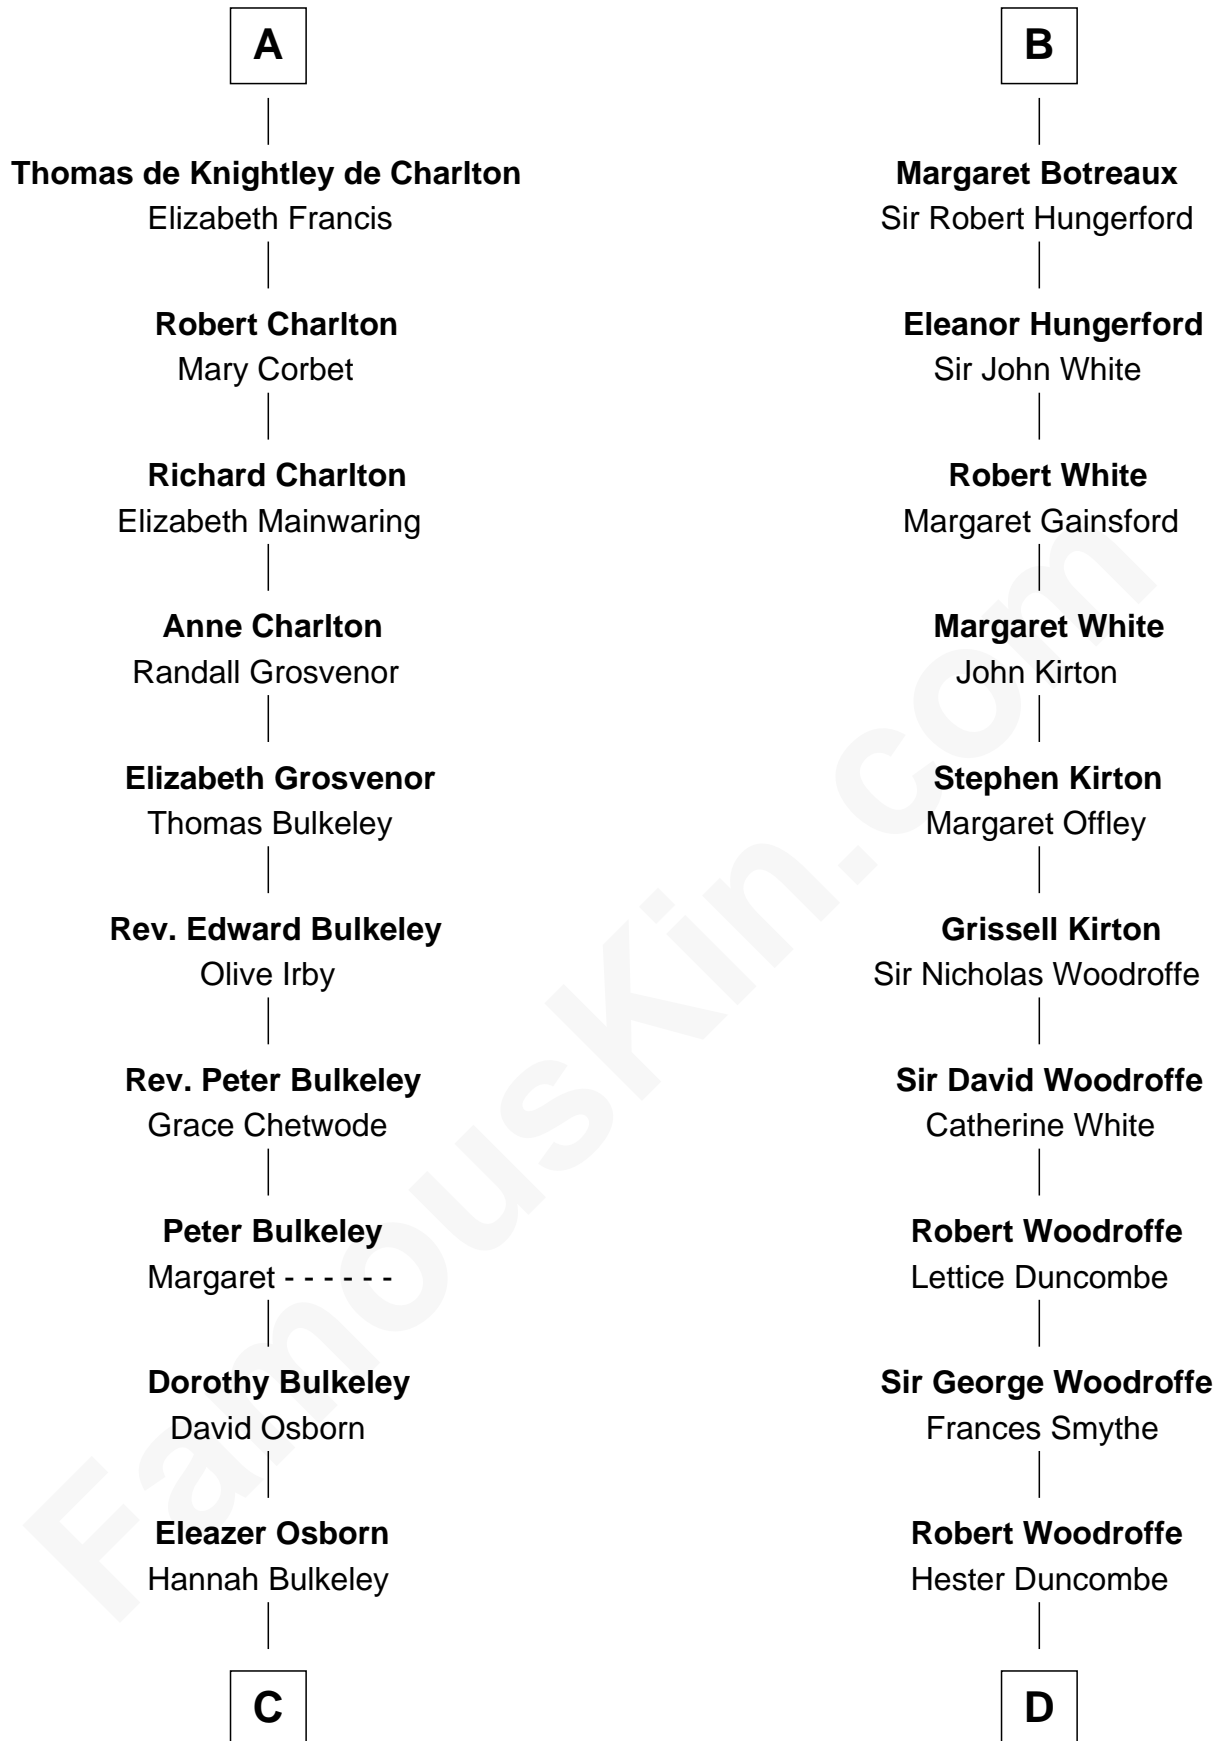 A
Thomas de Knightley de Charlton
Elizabeth Francis
Robert Charlton
Mary Corbet
Richard Charlton
Elizabeth Mainwaring
Anne Charlton
Randall Grosvenor
Elizabeth Grosvenor
Thomas Bulkeley
Rev. Edward Bulkeley
Olive Irby
Rev. Peter Bulkeley
Grace Chetwode
Peter Bulkeley
Margaret - - - - - -
Dorothy Bulkeley
David Osborn
Eleazer Osborn
Hannah Bulkeley
C
B
Margaret Botreaux
Sir Robert Hungerford
Eleanor Hungerford
Sir John White
Robert White
Margaret Gainsford
Margaret White
John Kirton
Stephen Kirton
Margaret Offley
Grissell Kirton
Sir Nicholas Woodroffe
Sir David Woodroffe
Catherine White
Robert Woodroffe
Lettice Duncombe
Sir George Woodroffe
Frances Smythe
Robert Woodroffe
Hester Duncombe
D
FamousKin.com